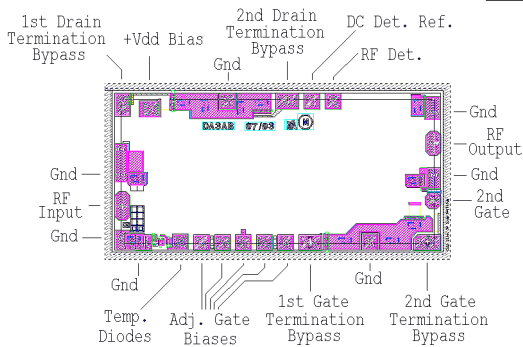 1st Drain
Termination
Bypass
+Vdd Bias
Gnd
2nd Drain
Termination
Bypass
DC Det. Ref.
RF Det.
Gnd
RF
Output
Gnd
2nd
Gate
Gnd
RF
Input
Gnd
Gnd
Temp.
Diodes
Adj. Gate
Biases
1st Gate
Termination
Bypass
Gnd
2nd Gate
Termination
Bypass